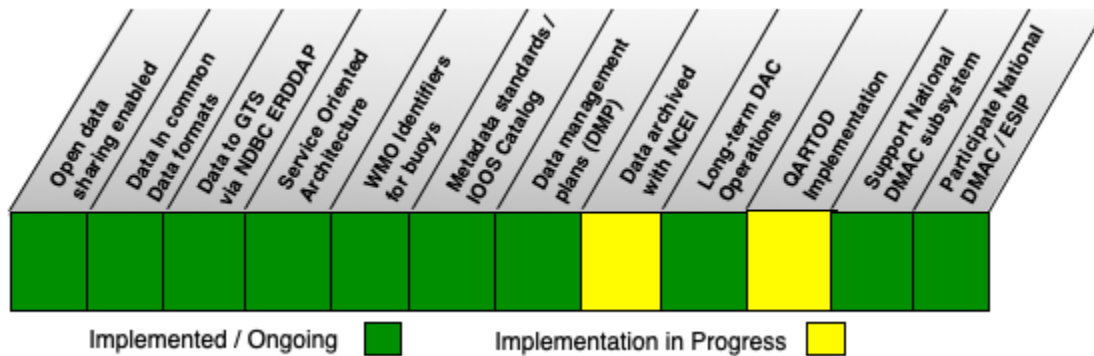 Open data
sharing enabled
Data In common
Data formats
Data to GTS
via NDBC ERDDAP
Service Oriented
Architecture
WMO Identifiers
for buoys
Metadata standards /
IOOS Catalog
Data management
plans (DMP)
Data archived
with NCEI
Long-term DAC
Operations
QARTOD
Implementation
Support National
DMAC subsystem
Participate National
DMAC / ESIP
Implemented / Ongoing
Implementation in Progress